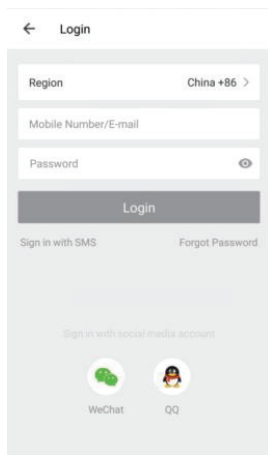 Login
Region China +86 >
Mobile Number/E-mail
Password
Login
Sign in with SMS Forgot Password
Sign in with social media account
WeChat QQ